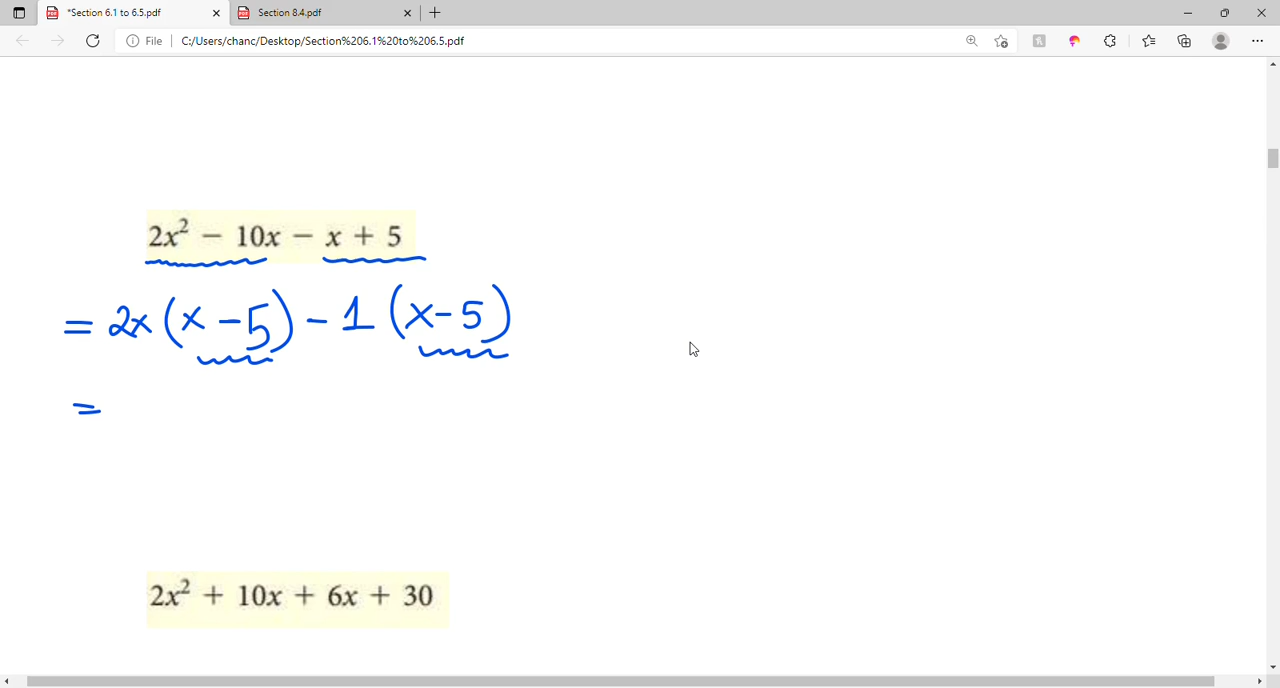 *Section 6.1 to 6.5.pdf
Section 8.4.pdf
File | C:/Users/chanc/Desktop/Section%206.1%20to%206.5.pdf
2x² − 10x − x + 5
= 2x (x − 5) − 1 (x − 5)
=
2x² + 10x + 6x + 30